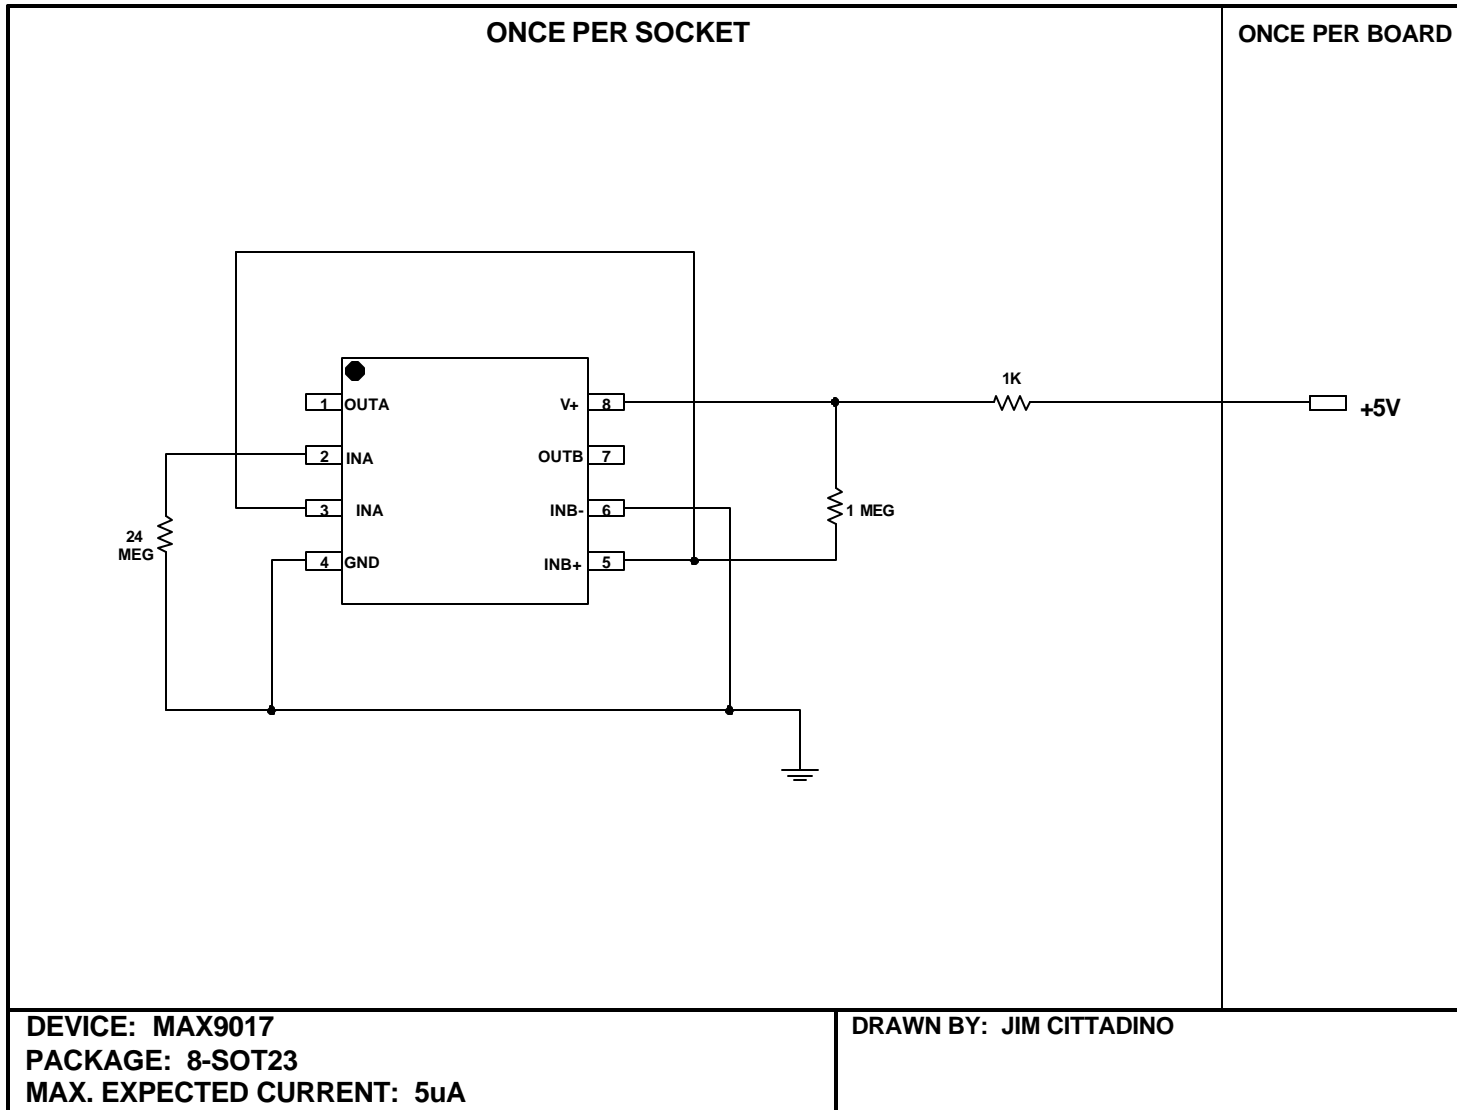 ONCE PER SOCKET
ONCE PER BOARD
1K
1 OUTA
V+ 8
+5V
2 INA
OUTB 7
3 INA
INB- 6
1 MEG
24
MEG
4 GND
INB+ 5
DEVICE: MAX9017
PACKAGE: 8-SOT23
MAX. EXPECTED CURRENT: 5uA
DRAWN BY: JIM CITTADINO